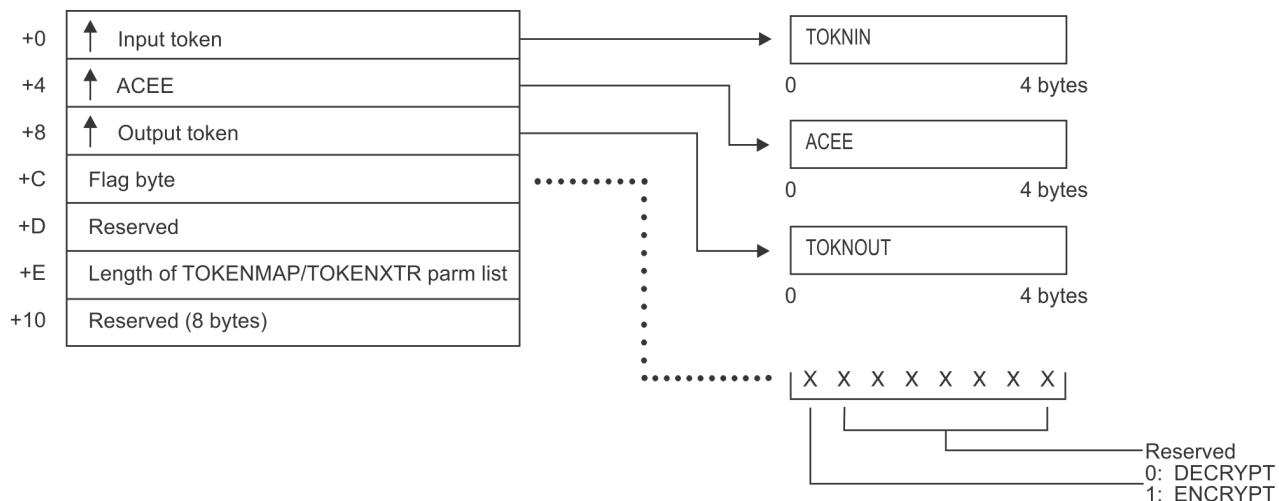 +0 Input token
+4 ACEE
+8 Output token
+C Flag byte
+D Reserved
+E Length of TOKENMAP/TOKENXTR parm list
+10 Reserved (8 bytes)
TOKNIN
0 4 bytes
ACEE
0 4 bytes
TOKNOUT
0 4 bytes
X X X X X X X X
Reserved
0: DECRYPT
1: ENCRYPT